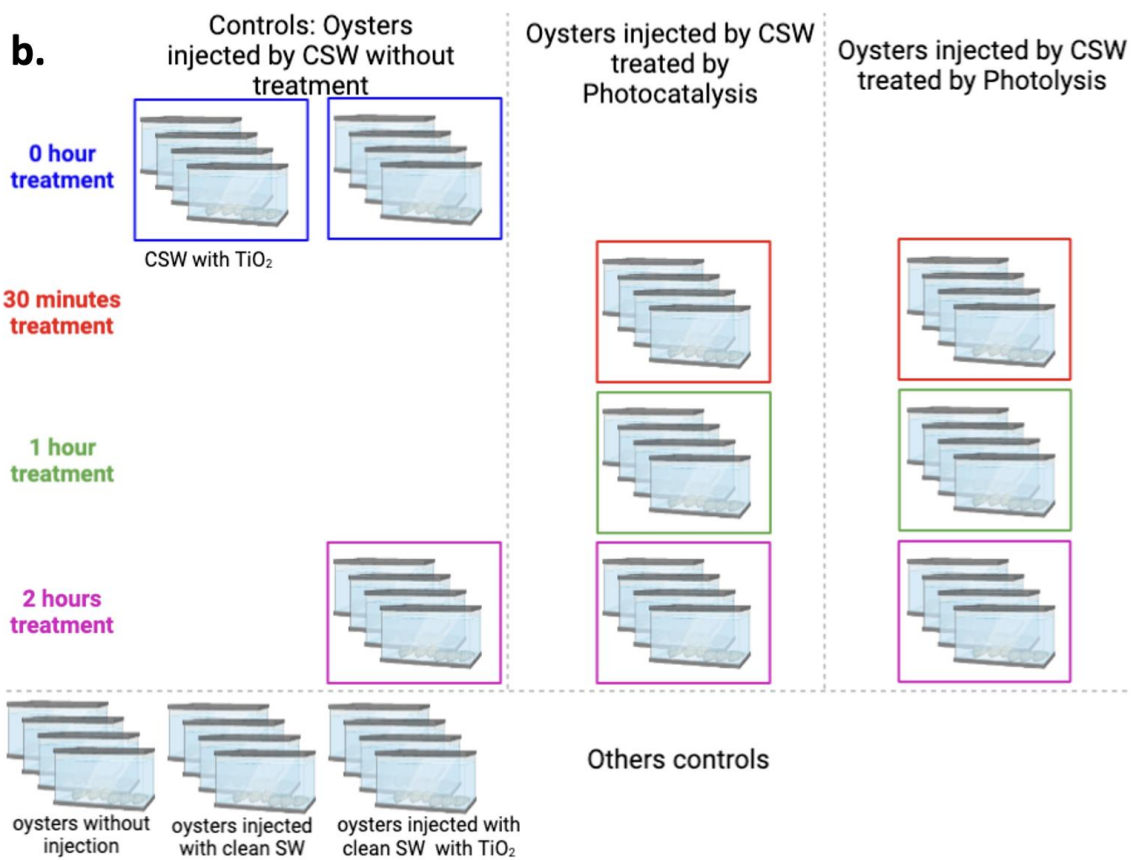 b.
Controls: Oysters
injected by CSW without
treatment
Oysters injected by CSW
treated by
Photocatalysis
Oysters injected by CSW
treated by Photolysis
0 hour
treatment
CSW with TiO₂
30 minutes
treatment
1 hour
treatment
2 hours
treatment
Others controls
oysters without
injection
oysters injected
with clean SW
oysters injected with
clean SW with TiO₂